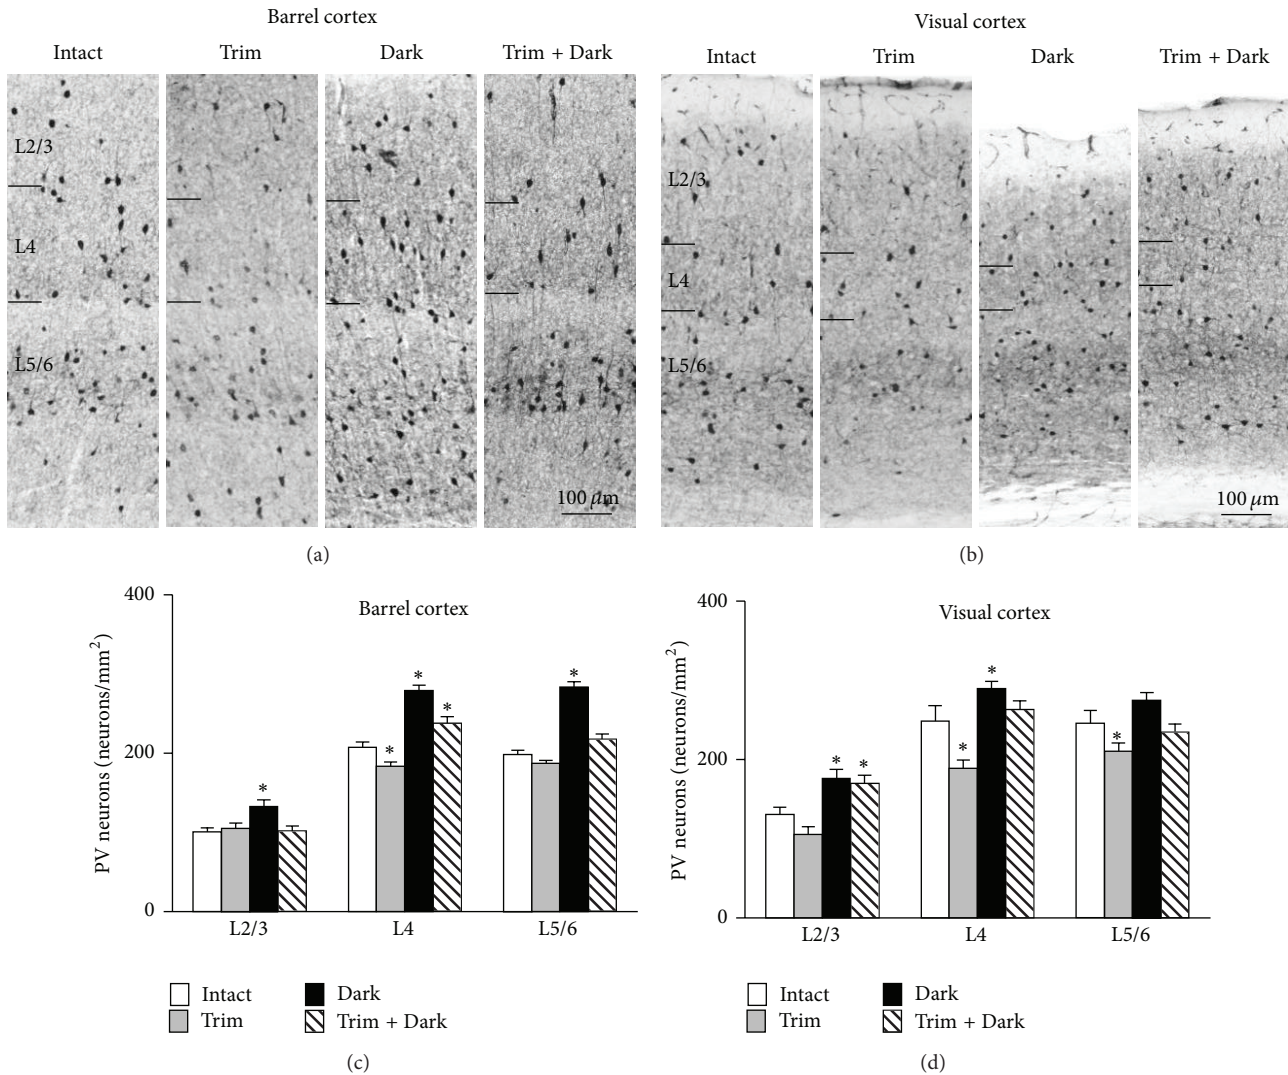 Barrel cortex
Intact Trim Dark Trim + Dark
L2/3
L4
L5/6
100 μm
(a)
Visual cortex
Intact Trim Dark Trim + Dark
L2/3
L4
L5/6
100 μm
(b)
Barrel cortex
PV neurons (neurons/mm²)
400
200
0
* * * * *
L2/3 L4 L5/6
Intact Dark
Trim Trim + Dark
(c)
Visual cortex
PV neurons (neurons/mm²)
400
200
0
* * * * *
L2/3 L4 L5/6
Intact Dark
Trim Trim + Dark
(d)